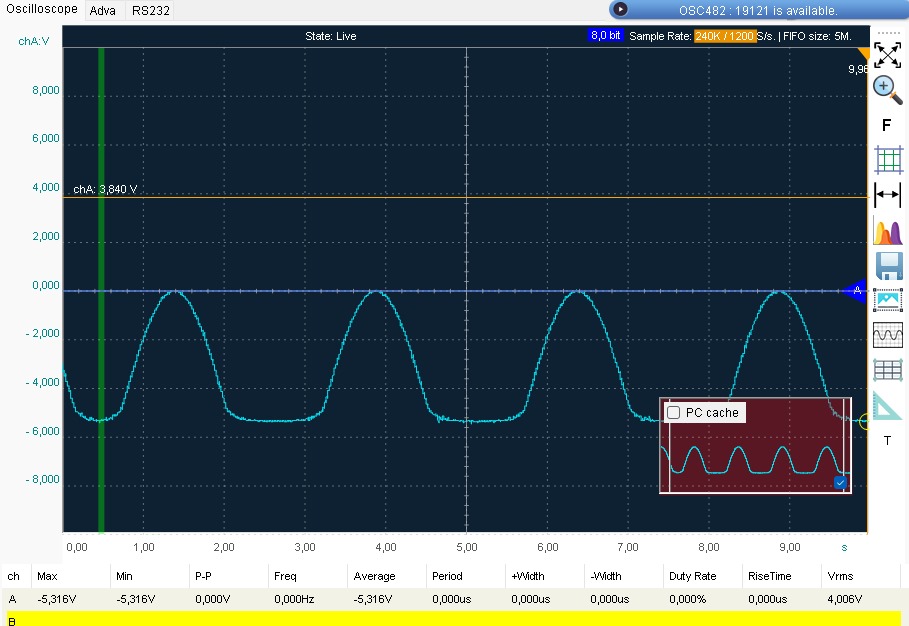 Oscilloscope Adva RS232
OSC482 : 19121 is available.
chA:V State: Live 8,0 bit Sample Rate: 240K / 1200 S/s. | FIFO size: 5M.
9,96
8,000
F
6,000
4,000
chA: 3,840 V
2,000
0,000
A
- 2,000
- 4,000
PC cache
- 6,000
T
- 8,000
0,00 1,00 2,00 3,00 4,00 5,00 6,00 7,00 8,00 9,00 s
ch Max Min P-P Freq Average Period +Width -Width Duty Rate RiseTime Vrms
A -5,316V -5,316V 0,000V 0,000Hz -5,316V 0,000us 0,000us 0,000us 0,000% 0,000us 4,006V
B